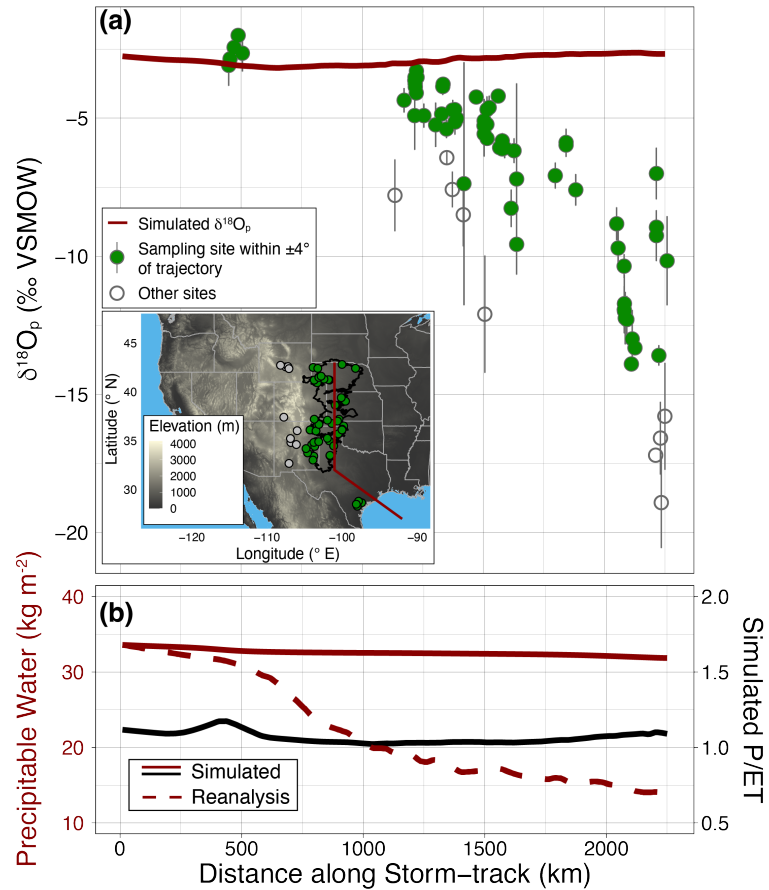 (a)
−5
−10
−15
−20
δ¹⁸Oₚ (‰ VSMOW)
Simulated δ¹⁸Oₚ
Sampling site within ±4°
of trajectory
Other sites
45
40
35
30
Latitude (° N)
Elevation (m)
4000
3000
2000
1000
0
−120
−110
−100
−90
Longitude (° E)
(b)
40
30
20
10
Precipitable Water (kg m⁻²)
2.0
1.5
1.0
0.5
Simulated P/ET
Simulated
Reanalysis
0
500
1000
1500
2000
Distance along Storm−track (km)